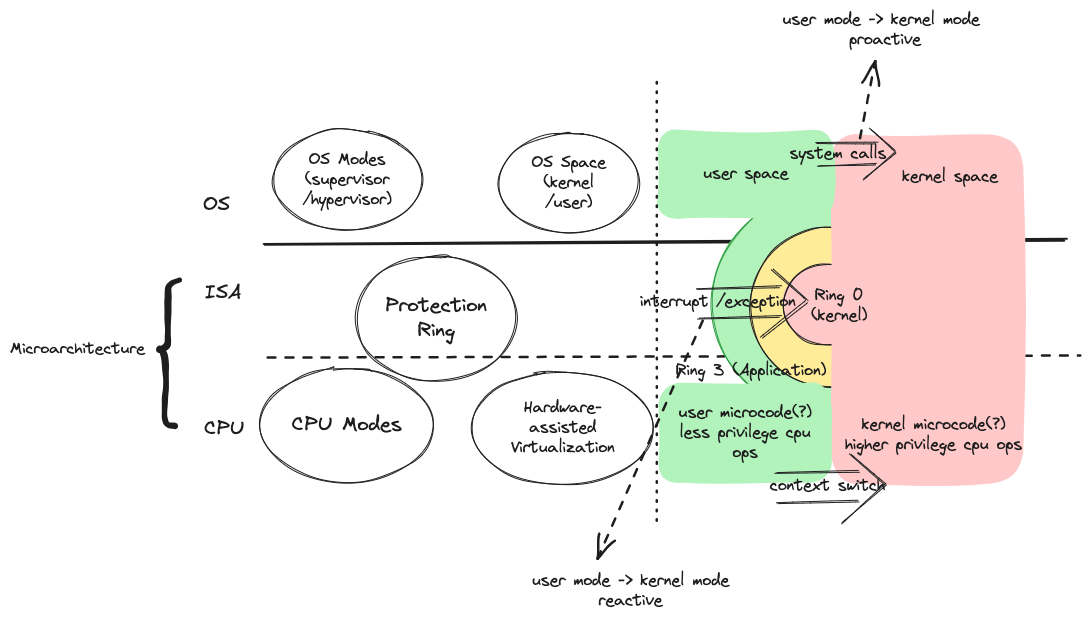 user mode -> kernel mode
proactive
OS Modes
(supervisor
/hypervisor)
OS Space
(kernel
/user)
system calls
user space
kernel space
OS
ISA
Protection
Ring
interrupt /exception
Ring 0
(kernel)
Microarchitecture
Ring 3 (Application)
CPU
CPU Modes
Hardware-
assisted
Virtualization
user microcode(?)
less privilege cpu
ops
kernel microcode(?)
higher privilege cpu ops
context switch
user mode -> kernel mode
reactive